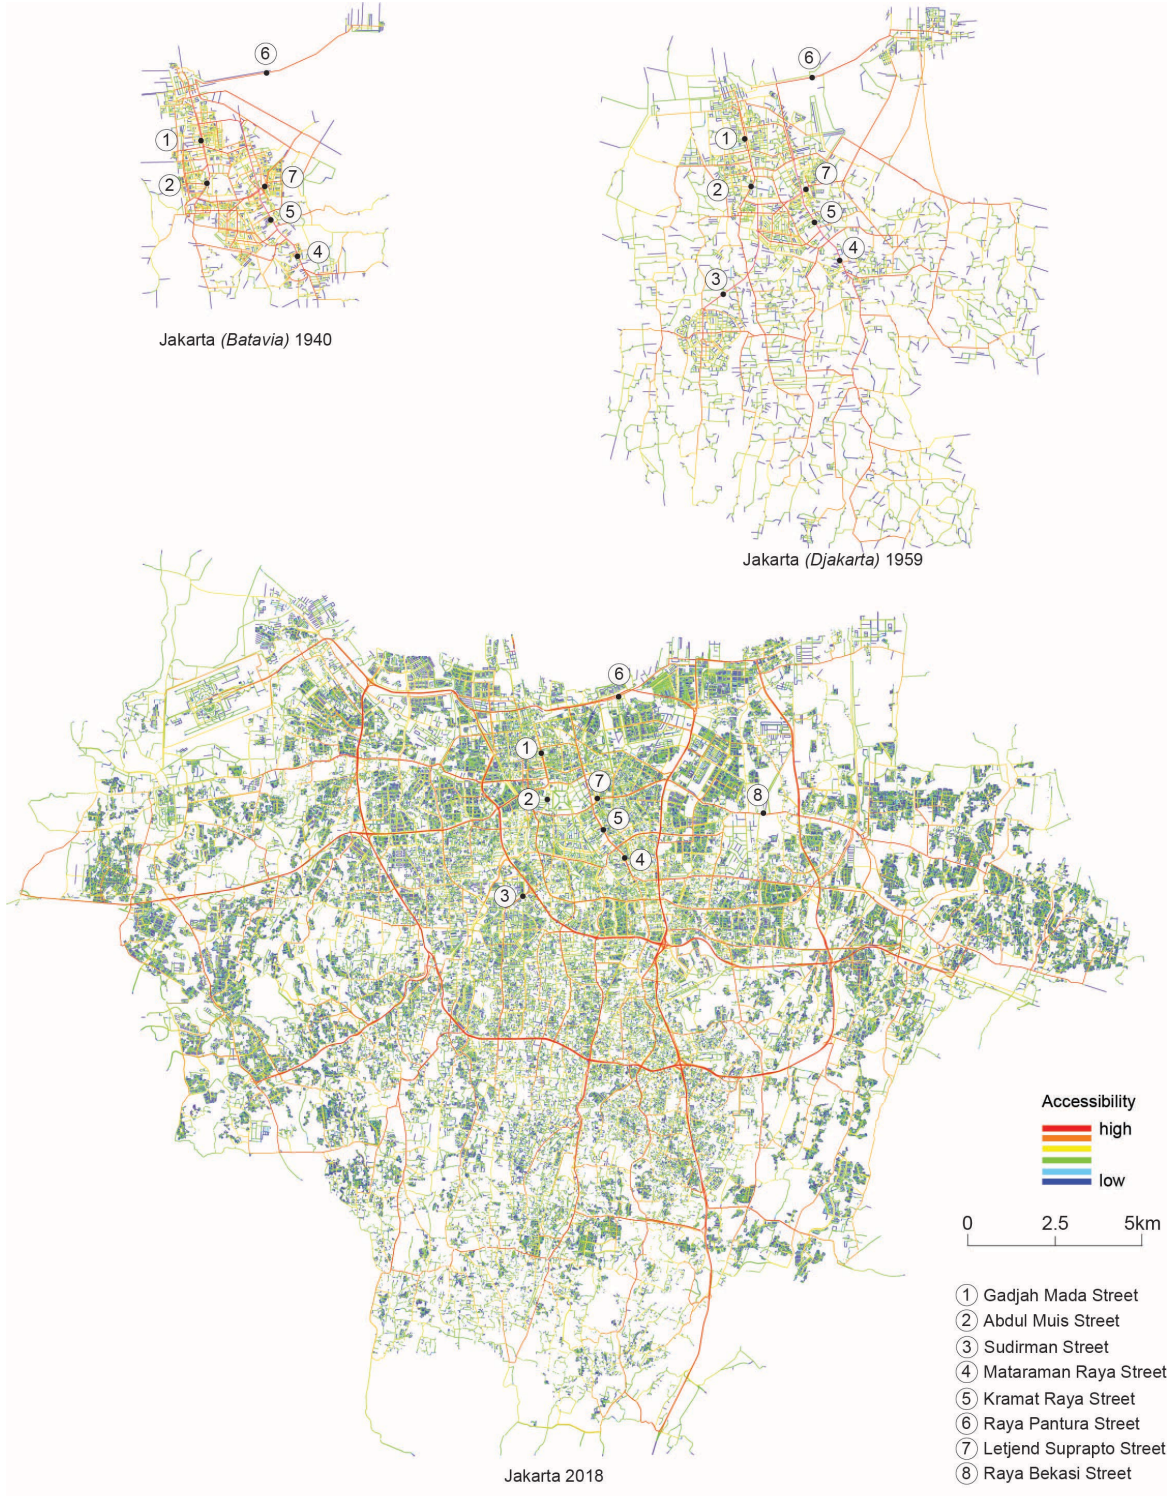 6
1
2
7
5
4
Jakarta (Batavia) 1940
6
1
2
7
5
4
3
Jakarta (Djakarta) 1959
6
1
7
2
8
5
4
3
Accessibility
high
low
0 2.5 5km
1 Gadjah Mada Street
2 Abdul Muis Street
3 Sudirman Street
4 Mataraman Raya Street
5 Kramat Raya Street
6 Raya Pantura Street
7 Letjend Suprapto Street
8 Raya Bekasi Street
Jakarta 2018